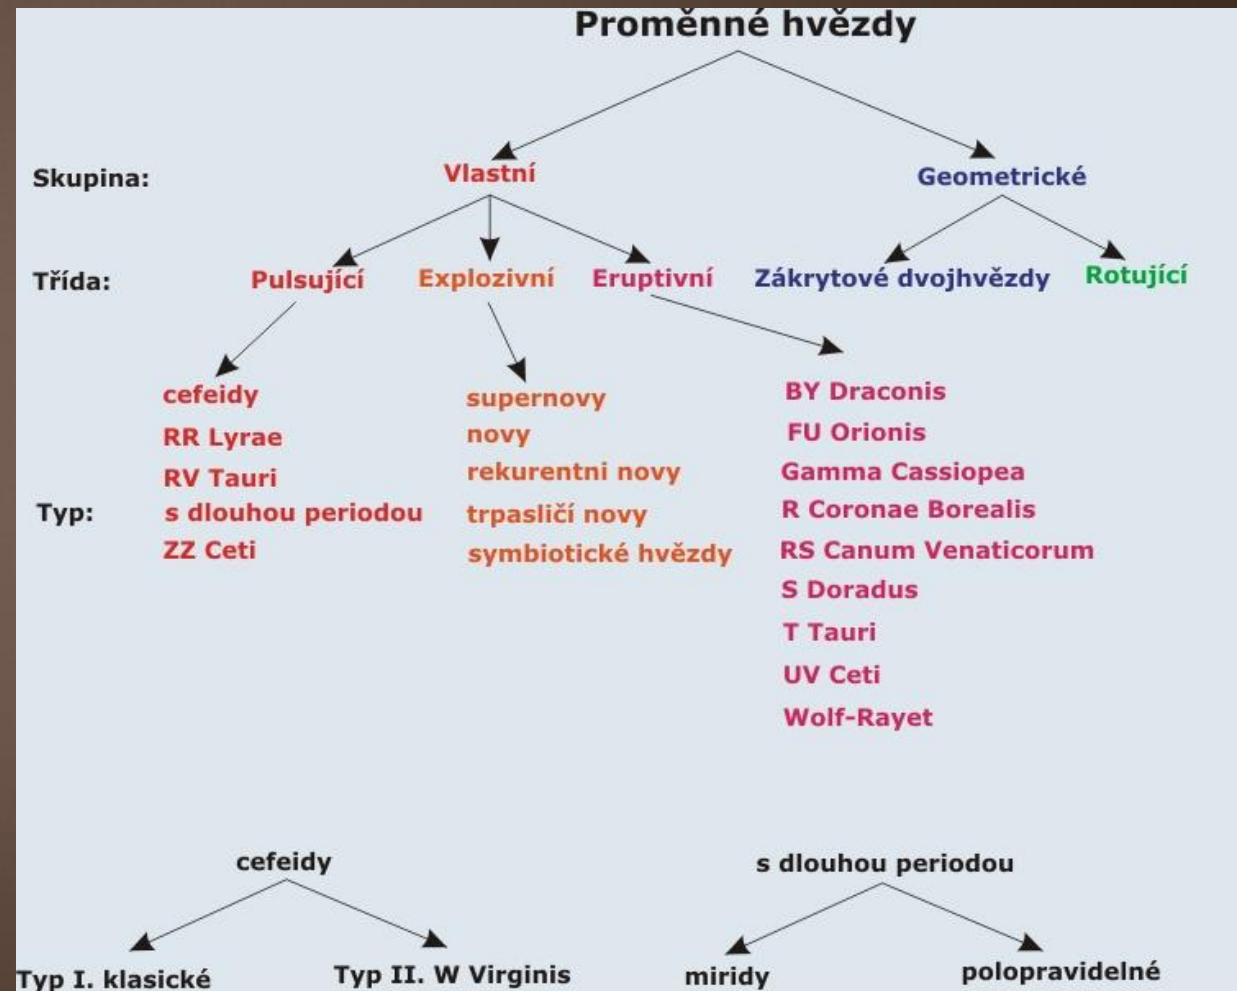 Proměnné hvězdy
Skupina:
Vlastní
Geometrické
Třída:
Pulsující
Explozivní
Eruptivní
Zákrytové dvojhvězdy
Rotující
Typ:
cefeidy
RR Lyrae
RV Tauri
s dlouhou periodou
ZZ Ceti
supernovy
novy
rekurentni novy
trpasličí novy
symbiotické hvězdy
BY Draconis
FU Orionis
Gamma Cassiopea
R Coronae Borealis
RS Canum Venaticorum
S Doradus
T Tauri
UV Ceti
Wolf-Rayet
cefeidy
Typ I. klasické
Typ II. W Virginis
s dlouhou periodou
miridy
polopravidelné